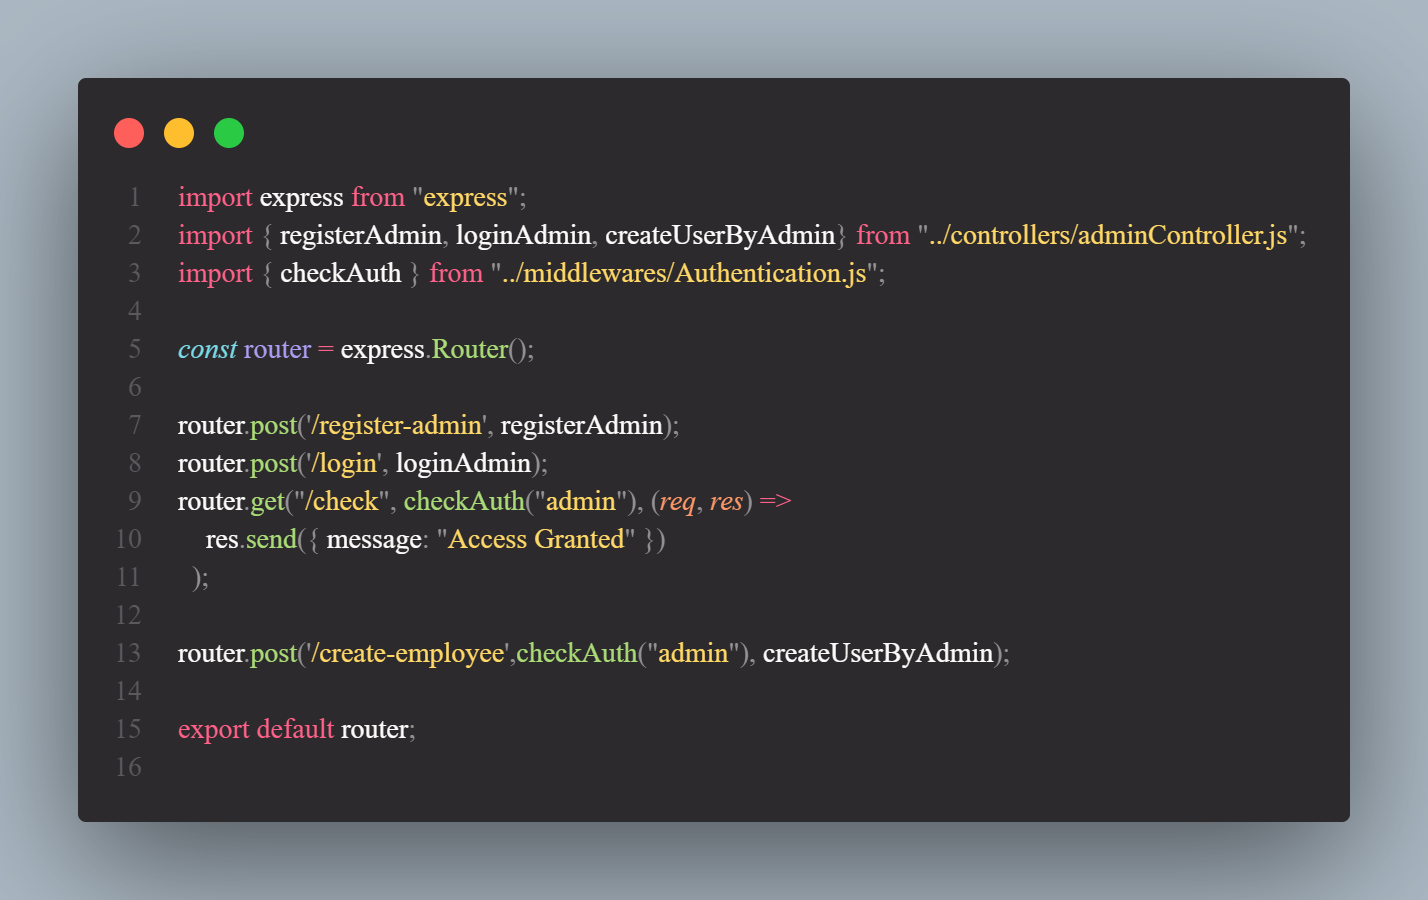 1 import express from "express";
2 import { registerAdmin, loginAdmin, createUserByAdmin} from "../controllers/adminController.js";
3 import { checkAuth } from "../middlewares/Authentication.js";
4
5 const router = express.Router();
6
7 router.post('/register-admin', registerAdmin);
8 router.post('/login', loginAdmin);
9 router.get("/check", checkAuth("admin"), (req, res) =>
10     res.send({ message: "Access Granted" })
11   );
12
13 router.post('/create-employee',checkAuth("admin"), createUserByAdmin);
14
15 export default router;
16